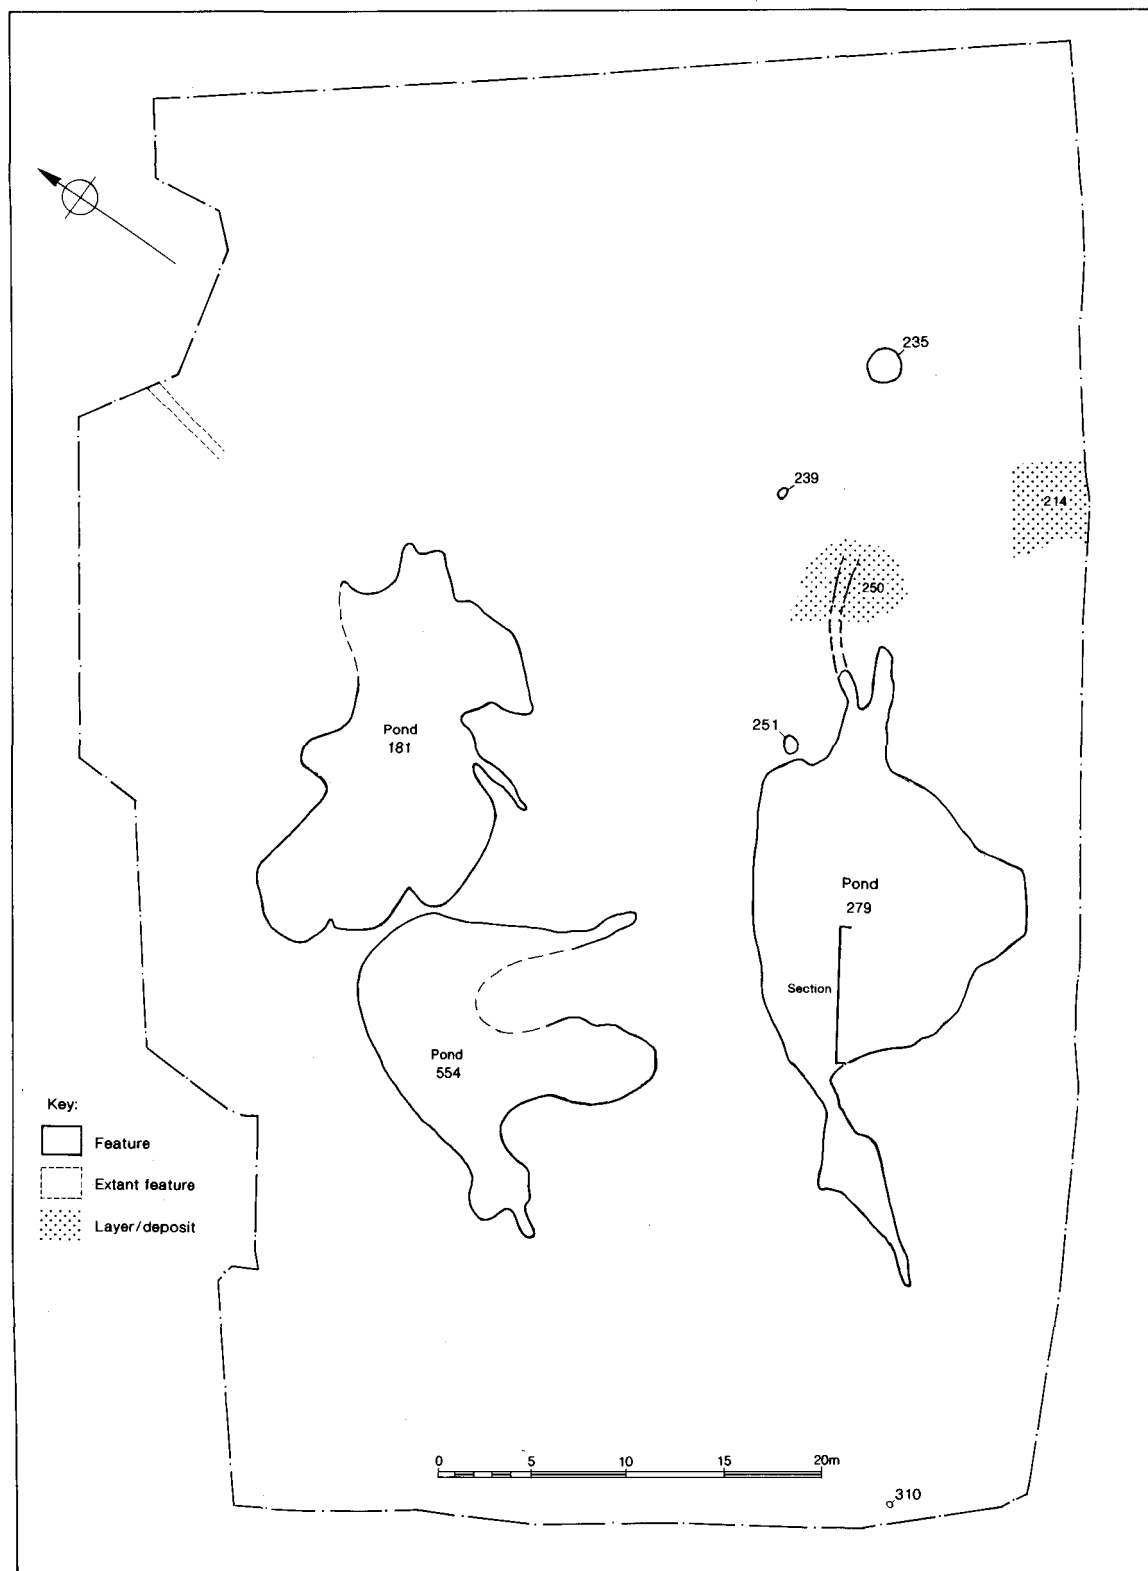 235
239
214
250
251
Pond
181
Pond
279
Section
Pond
554
Key:
Feature
Extant feature
Layer/deposit
0 5 10 15 20m
310